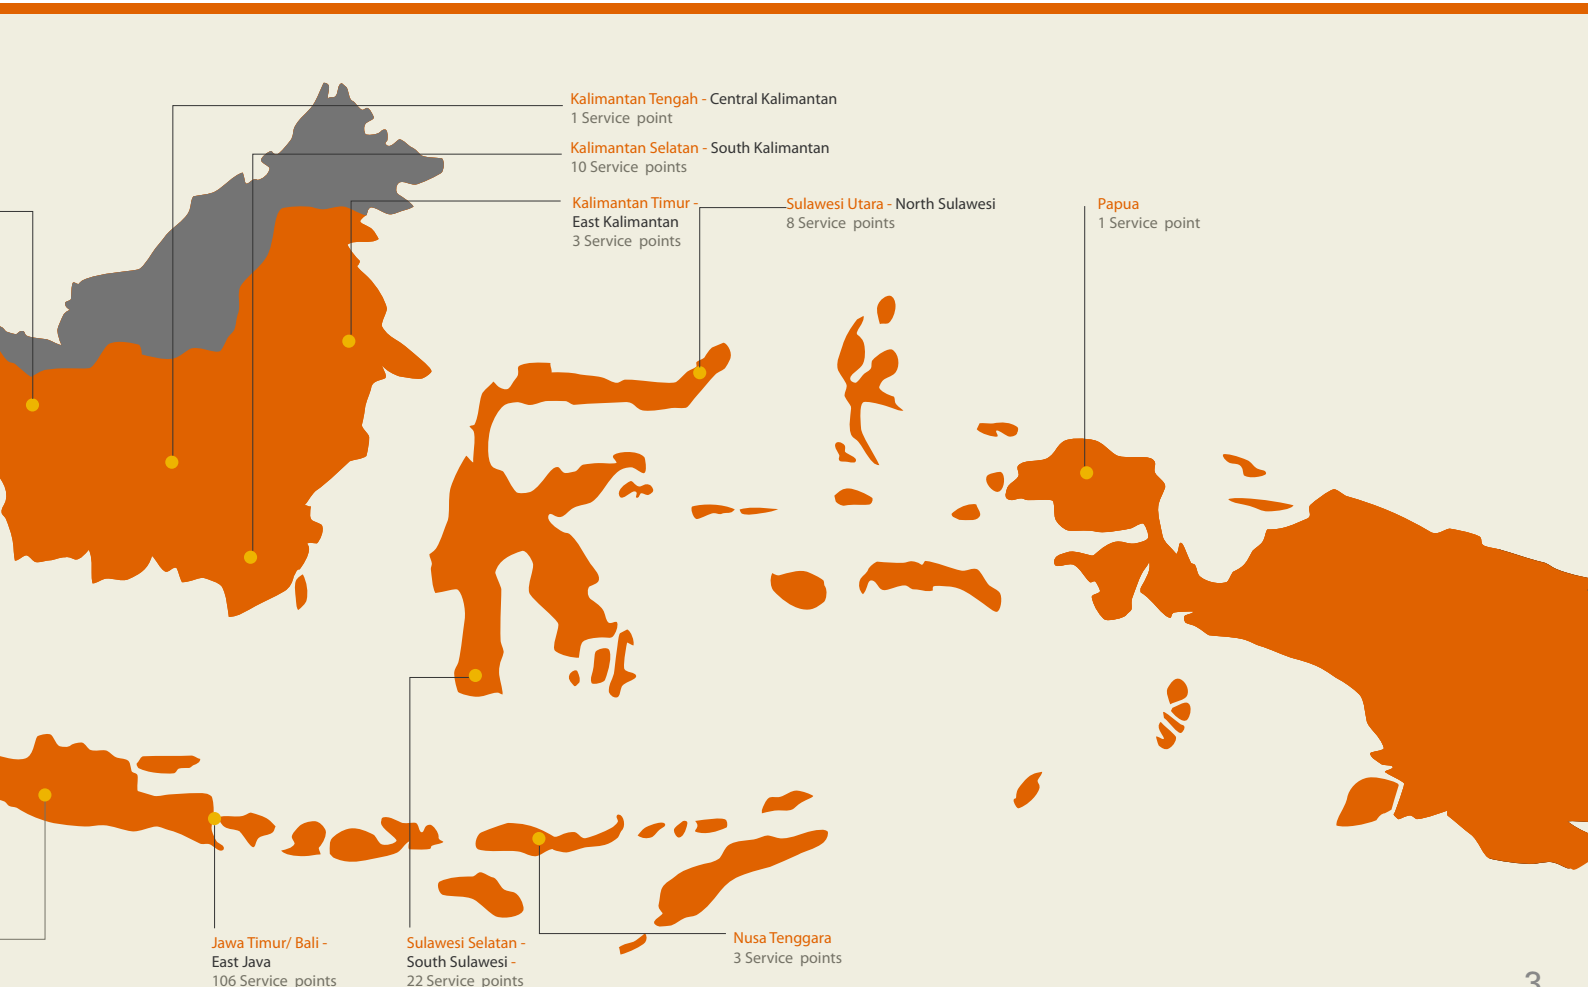 Kalimantan Tengah - Central Kalimantan
1 Service point
Kalimantan Selatan - South Kalimantan
10 Service points
Kalimantan Timur -
East Kalimantan
3 Service points
Sulawesi Utara - North Sulawesi
8 Service points
Papua
1 Service point
Jawa Timur/ Bali -
East Java
106 Service points
Sulawesi Selatan -
South Sulawesi -
22 Service points
Nusa Tenggara
3 Service points
3